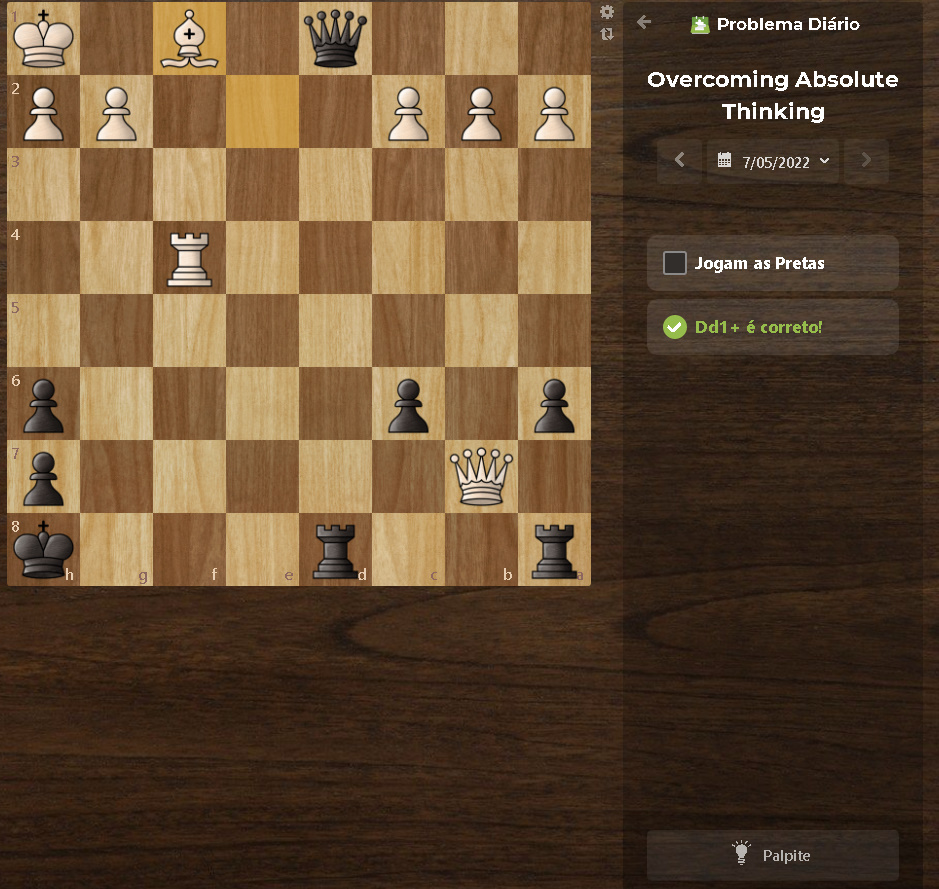 Problema Diário
Overcoming Absolute
Thinking
7/05/2022
Jogam as Pretas
Dd1+ é correto!
Palpite
1
2
3
4
5
6
7
8
h g f e d c b a